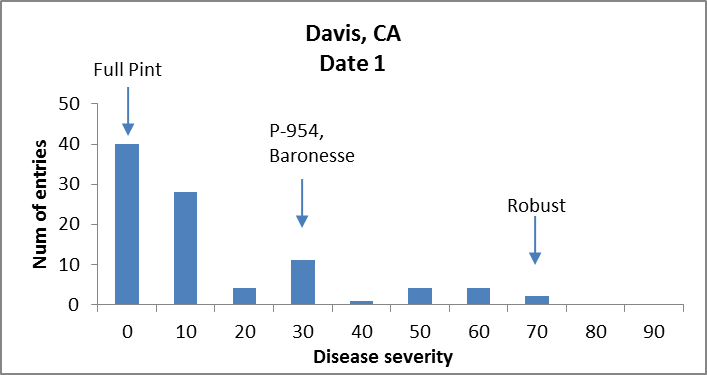 Davis, CA
Date 1
Full Pint
P-954,
Baronesse
Robust
Num of entries
50
40
30
20
10
0
0 10 20 30 40 50 60 70 80 90
Disease severity